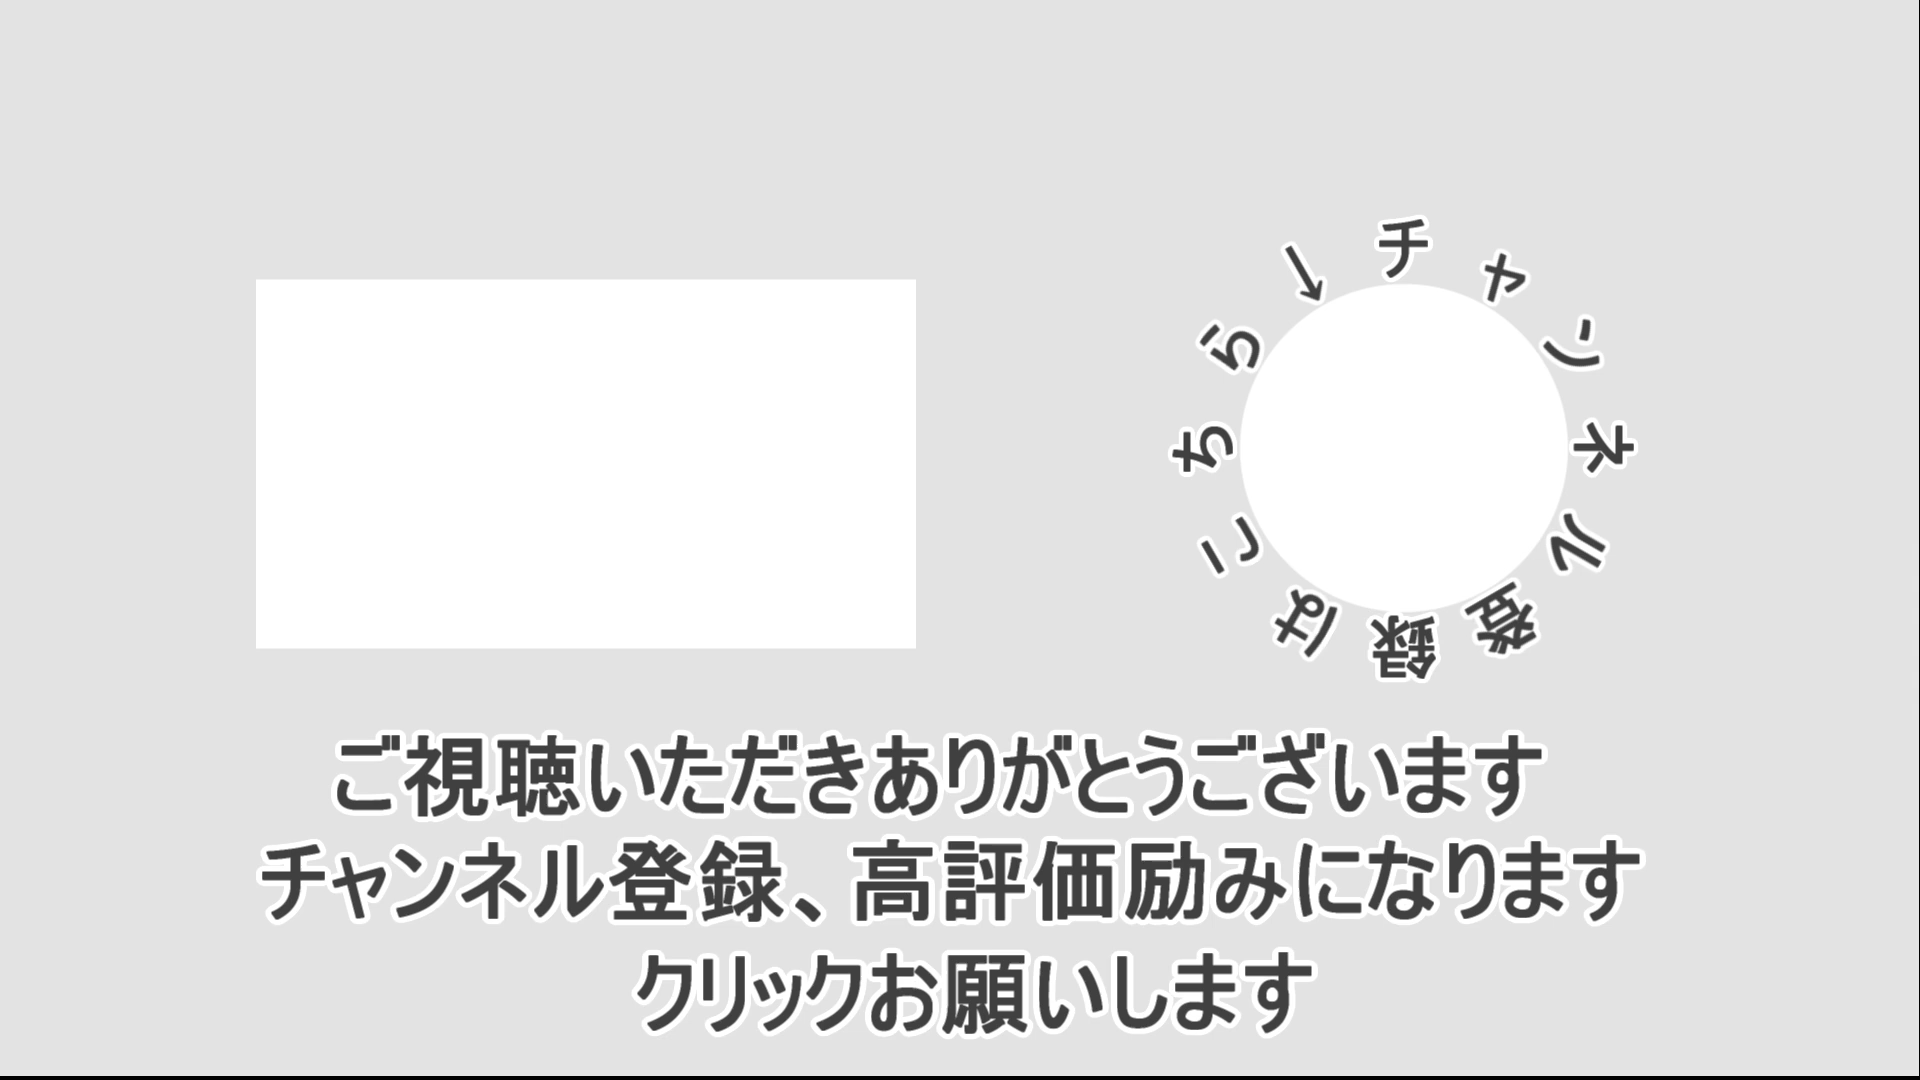 チャンネル登録はこちら↓
ご視聴いただきありがとうございます
チャンネル登録、高評価励みになります
クリックお願いします